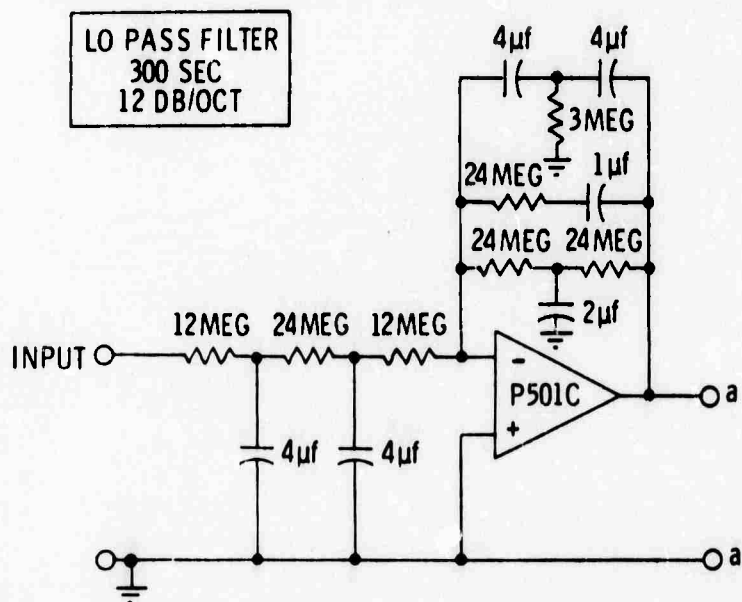 LO PASS FILTER
300 SEC
12 DB/OCT
4µf 4µf
3MEG
24MEG 1µf
24MEG 24MEG
2µf
12MEG 24MEG 12MEG
INPUT
-
P501C
a
+
4µf 4µf
a